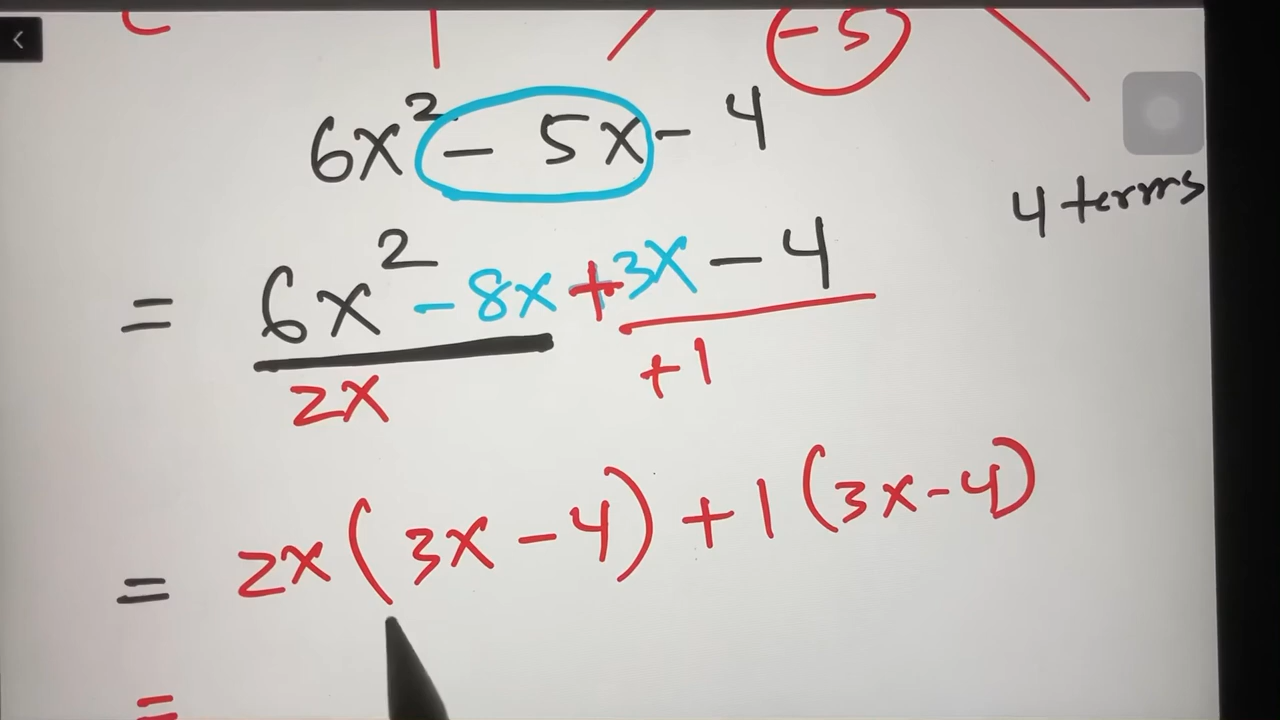 -5
6x² - 5x - 4
4 terms
= 6x² - 8x + 3x - 4
2x +1
= 2x(3x - 4) + 1(3x - 4)
=